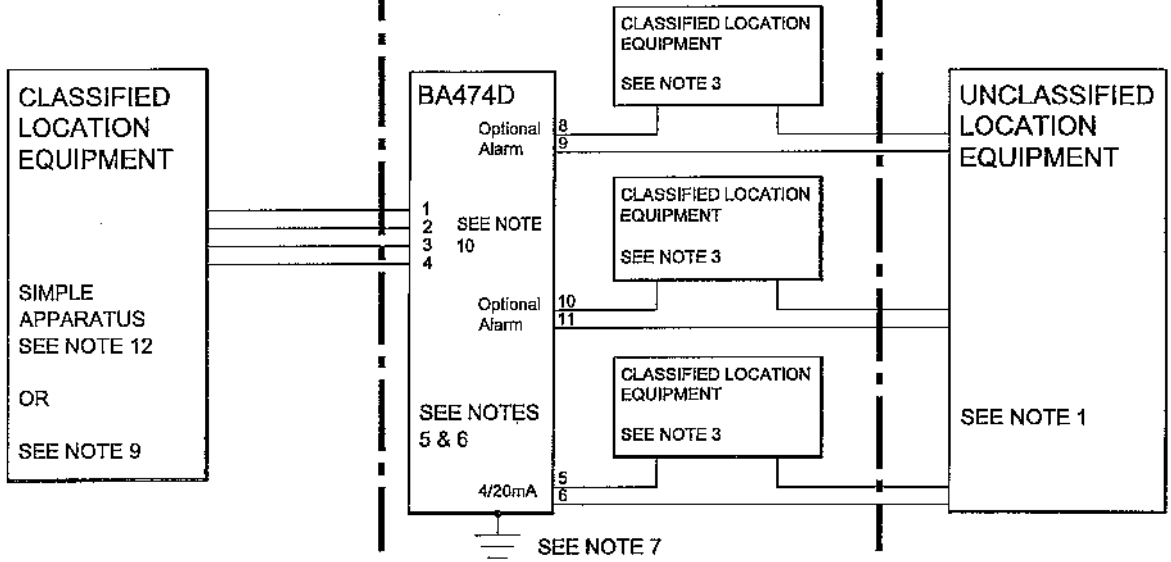 CLASSIFIED
LOCATION
EQUIPMENT
SIMPLE
APPARATUS
SEE NOTE 12
OR
SEE NOTE 9
BA474D
Optional
Alarm
8
9
1
2
3
4
SEE NOTE
10
Optional
Alarm
10
11
SEE NOTES
5 & 6
4/20mA
5
6
SEE NOTE 7
CLASSIFIED LOCATION
EQUIPMENT
SEE NOTE 3
CLASSIFIED LOCATION
EQUIPMENT
SEE NOTE 3
CLASSIFIED LOCATION
EQUIPMENT
SEE NOTE 3
UNCLASSIFIED
LOCATION
EQUIPMENT
SEE NOTE 1